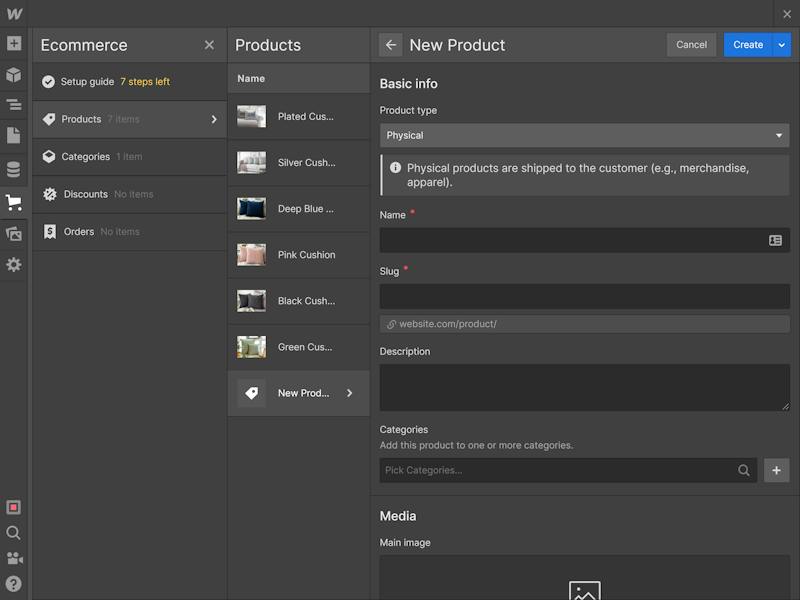 Ecommerce
Setup guide 7 steps left
Products 7 items
Categories 1 item
Discounts No items
Orders No items
Products
Name
Plated Cus...
Silver Cush...
Deep Blue ...
Pink Cushion
Black Cush...
Green Cus...
New Prod...
New Product
Cancel
Create
Basic info
Product type
Physical
Physical products are shipped to the customer (e.g., merchandise,
apparel).
Name *
Slug *
website.com/product/
Description
Categories
Add this product to one or more categories.
Pick Categories...
Media
Main image